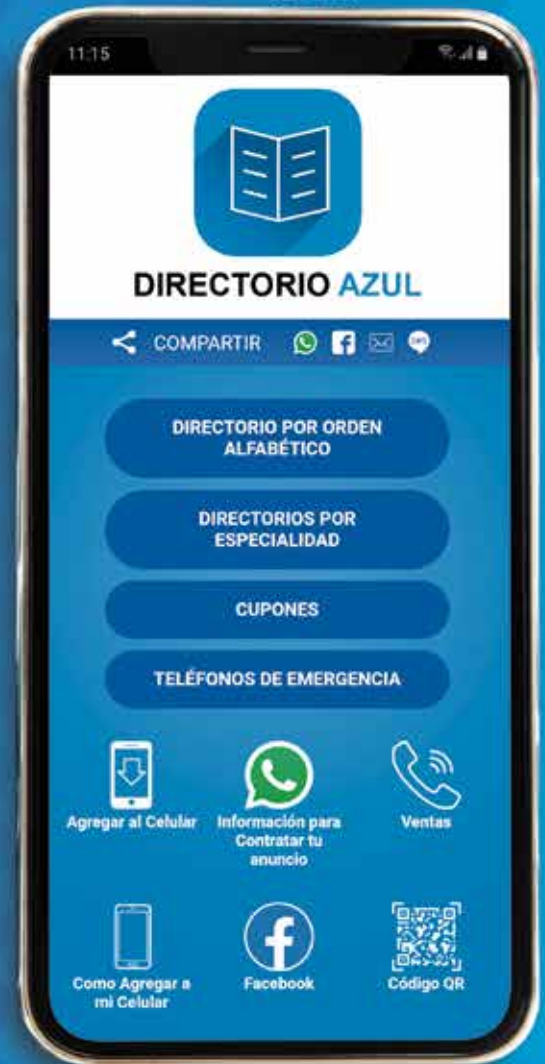 11:15
DIRECTORIO AZUL
COMPARTIR
SMS
DIRECTORIO POR ORDEN
ALFABÉTICO
DIRECTORIOS POR
ESPECIALIDAD
CUPONES
TELÉFONOS DE EMERGENCIA
Agregar al Celular
Información para
Contratar tu
anuncio
Ventas
Como Agregar a
mi Celular
Facebook
Código QR